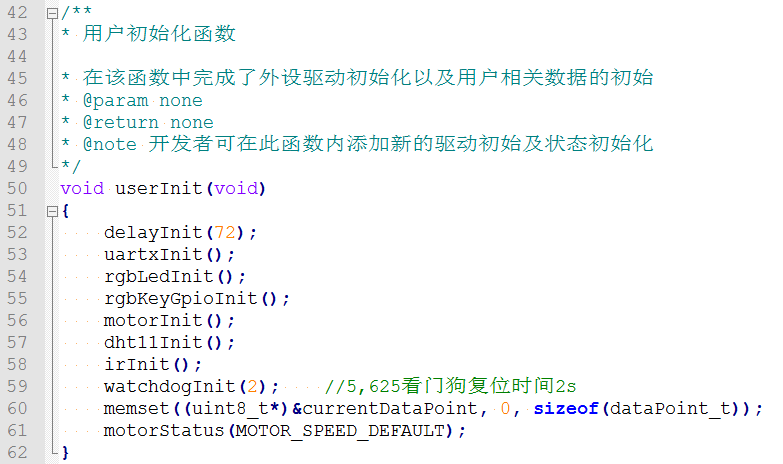 42 /**
43 * 用户初始化函数
44
45 * 在该函数中完成了外设驱动初始化以及用户相关数据的初始
46 * @param none
47 * @return none
48 * @note 开发者可在此函数内添加新的驱动初始及状态初始化
49 */
50 void userInit(void)
51 {
52 delayInit(72);
53 uartxInit();
54 rgbLedInit();
55 rgbKeyGpioInit();
56 motorInit();
57 dht11Init();
58 irInit();
59 watchdogInit(2); //5,625看门狗复位时间2s
60 memset((uint8_t*)&currentDataPoint, 0, sizeof(dataPoint_t));
61 motorStatus(MOTOR_SPEED_DEFAULT);
62 }